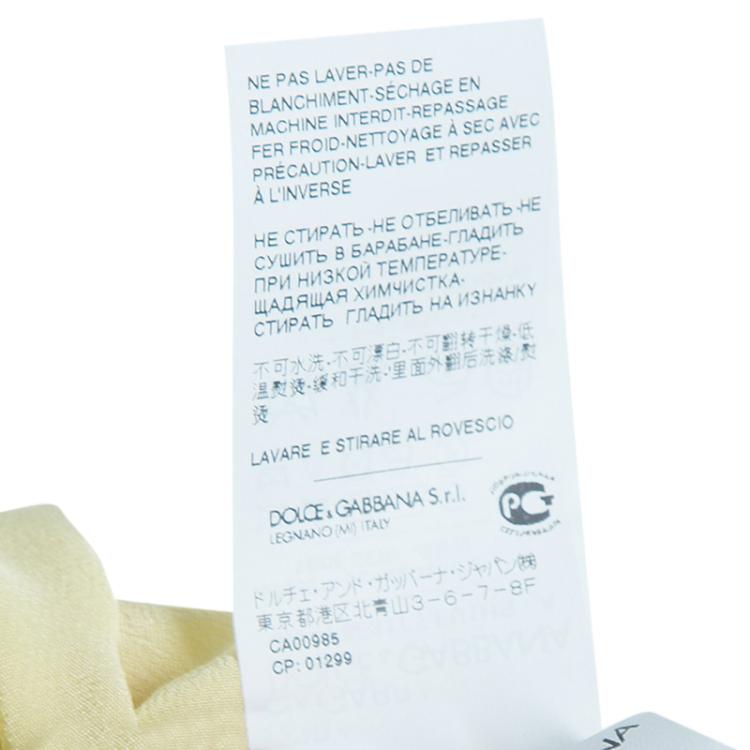 NE PAS LAVER-PAS DE
BLANCHIMENT-SÉCHAGE EN
MACHINE INTERDIT-REPASSAGE
FER FROID-NETTOYAGE À SEC AVEC
PRÉCAUTION-LAVER ET REPASSER
À L'INVERSE
НЕ СТИРАТЬ-НЕ ОТБЕЛИВАТЬ-НЕ
СУШИТЬ В БАРАБАНЕ-ГЛАДИТЬ
ПРИ НИЗКОЙ ТЕМПЕРАТУРЕ-
ЩАДЯЩАЯ ХИМЧИСТКА-
СТИРАТЬ ГЛАДИТЬ НА ИЗНАНКУ
不可水洗-不可漂白-不可翻转干燥-低
温熨烫-缓和干洗-里面外翻后洗涤/熨
烫
LAVARE E STIRARE AL ROVESCIO
DOLCE & GABBANA S.r.l.
LEGNANO (MI) ITALY
РСТ
ドルチェ・アンド・ガッバーナ・ジャパン㈱
東京都港区北青山3-6-7-8F
CA00985
CP: 01299
NA